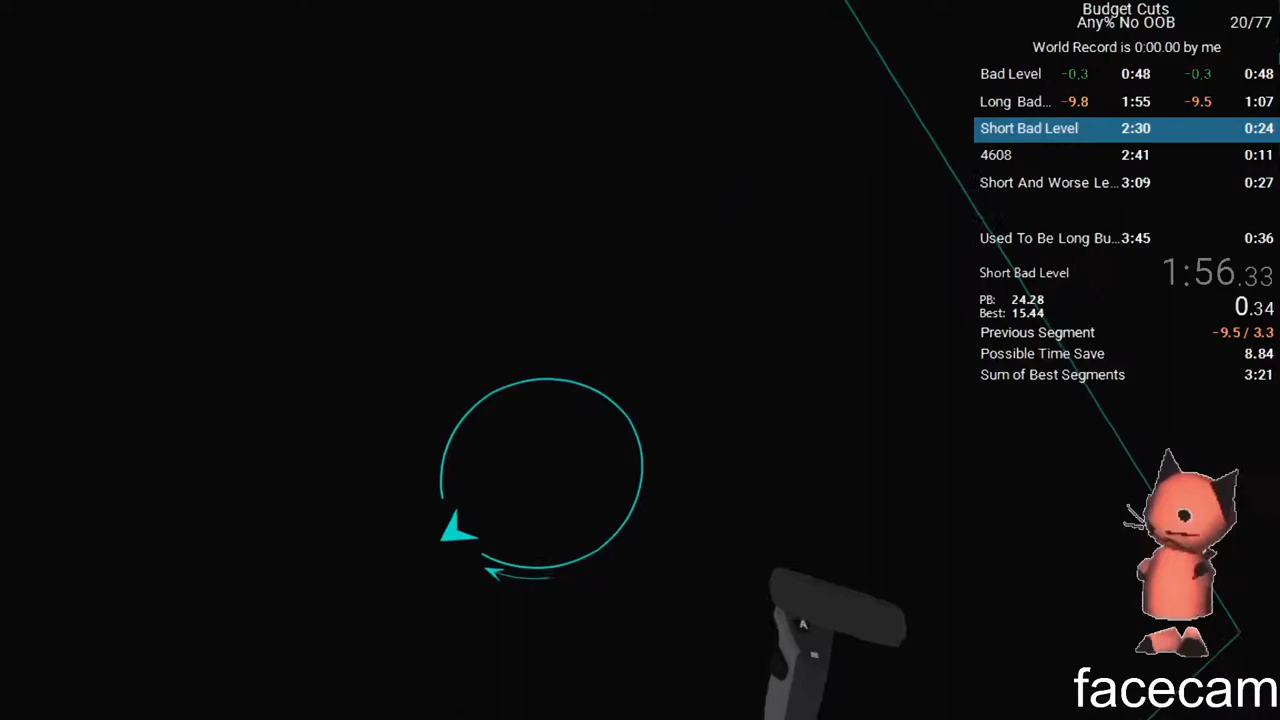 Budget Cuts
Any% No OOB 20/77
World Record is 0:00.00 by me
Bad Level -0.3 0:48 -0.3 0:48
Long Bad... -9.8 1:55 -9.5 1:07
Short Bad Level 2:30 0:24
4608 2:41 0:11
Short And Worse Le... 3:09 0:27
Used To Be Long Bu... 3:45 0:36
Short Bad Level 1:56.33
PB: 24.28
Best: 15.44 0.34
Previous Segment -9.5 / 3.3
Possible Time Save 8.84
Sum of Best Segments 3:21
A
facecam